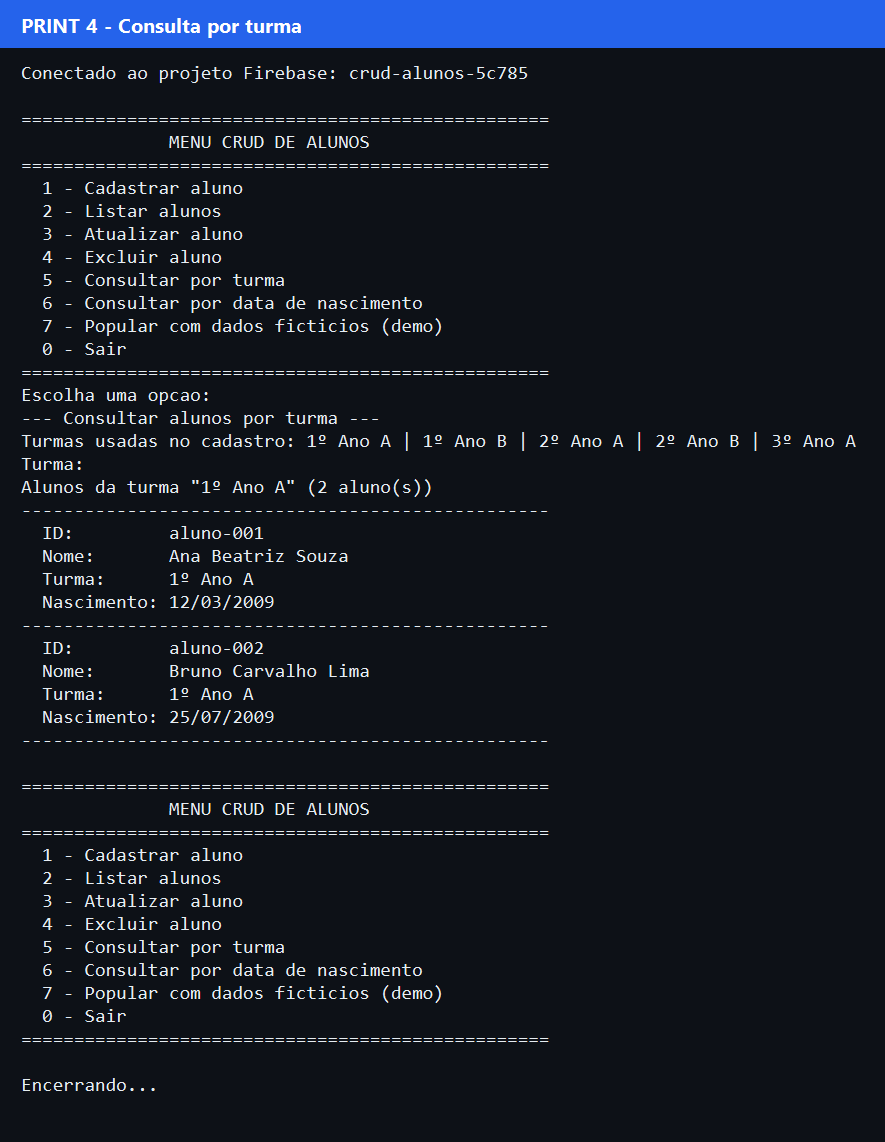 PRINT 4 - Consulta por turma
Conectado ao projeto Firebase: crud-alunos-5c785
==================================================
MENU CRUD DE ALUNOS
==================================================
1 - Cadastrar aluno
2 - Listar alunos
3 - Atualizar aluno
4 - Excluir aluno
5 - Consultar por turma
6 - Consultar por data de nascimento
7 - Popular com dados ficticios (demo)
0 - Sair
==================================================
Escolha uma opcao:
--- Consultar alunos por turma ---
Turmas usadas no cadastro: 1º Ano A | 1º Ano B | 2º Ano A | 2º Ano B | 3º Ano A
Turma:
Alunos da turma "1º Ano A" (2 aluno(s))
--------------------------------------------------
ID: aluno-001
Nome: Ana Beatriz Souza
Turma: 1º Ano A
Nascimento: 12/03/2009
--------------------------------------------------
ID: aluno-002
Nome: Bruno Carvalho Lima
Turma: 1º Ano A
Nascimento: 25/07/2009
--------------------------------------------------
==================================================
MENU CRUD DE ALUNOS
==================================================
1 - Cadastrar aluno
2 - Listar alunos
3 - Atualizar aluno
4 - Excluir aluno
5 - Consultar por turma
6 - Consultar por data de nascimento
7 - Popular com dados ficticios (demo)
0 - Sair
==================================================
Encerrando...